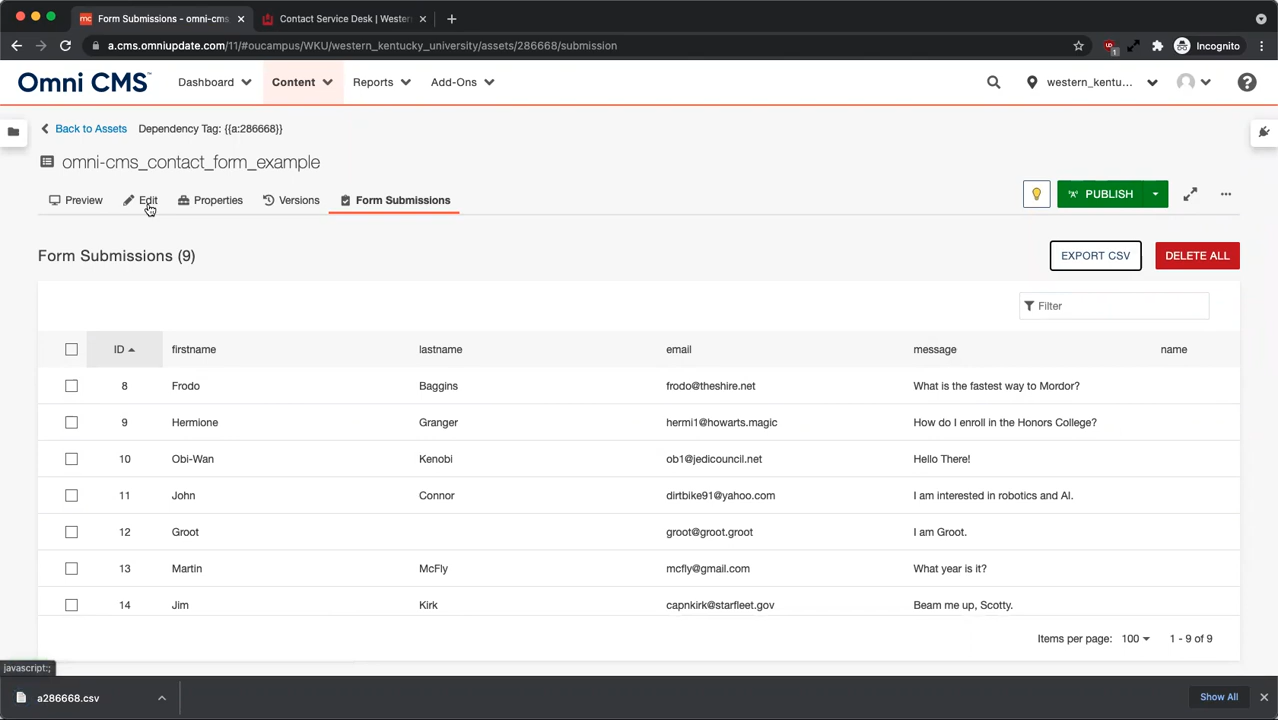 Form Submissions - omni-cms
Contact Service Desk | Wester
a.cms.omniupdate.com/11/#oucampus/WKU/western_kentucky_university/assets/286668/submission
Incognito
Omni CMS™
Dashboard
Content
Reports
Add-Ons
western_kentu...
Back to Assets
Dependency Tag: {{a:286668}}
omni-cms_contact_form_example
Preview
Edit
Properties
Versions
Form Submissions
PUBLISH
Form Submissions (9)
EXPORT CSV
DELETE ALL
Filter
ID firstname lastname email message name
8 Frodo Baggins frodo@theshire.net What is the fastest way to Mordor?
9 Hermione Granger hermi1@howarts.magic How do I enroll in the Honors College?
10 Obi-Wan Kenobi ob1@jedicouncil.net Hello There!
11 John Connor dirtbike91@yahoo.com I am interested in robotics and AI.
12 Groot groot@groot.groot I am Groot.
13 Martin McFly mcfly@gmail.com What year is it?
14 Jim Kirk capnkirk@starfleet.gov Beam me up, Scotty.
Items per page: 100 1 - 9 of 9
javascript:;
a286668.csv
Show All